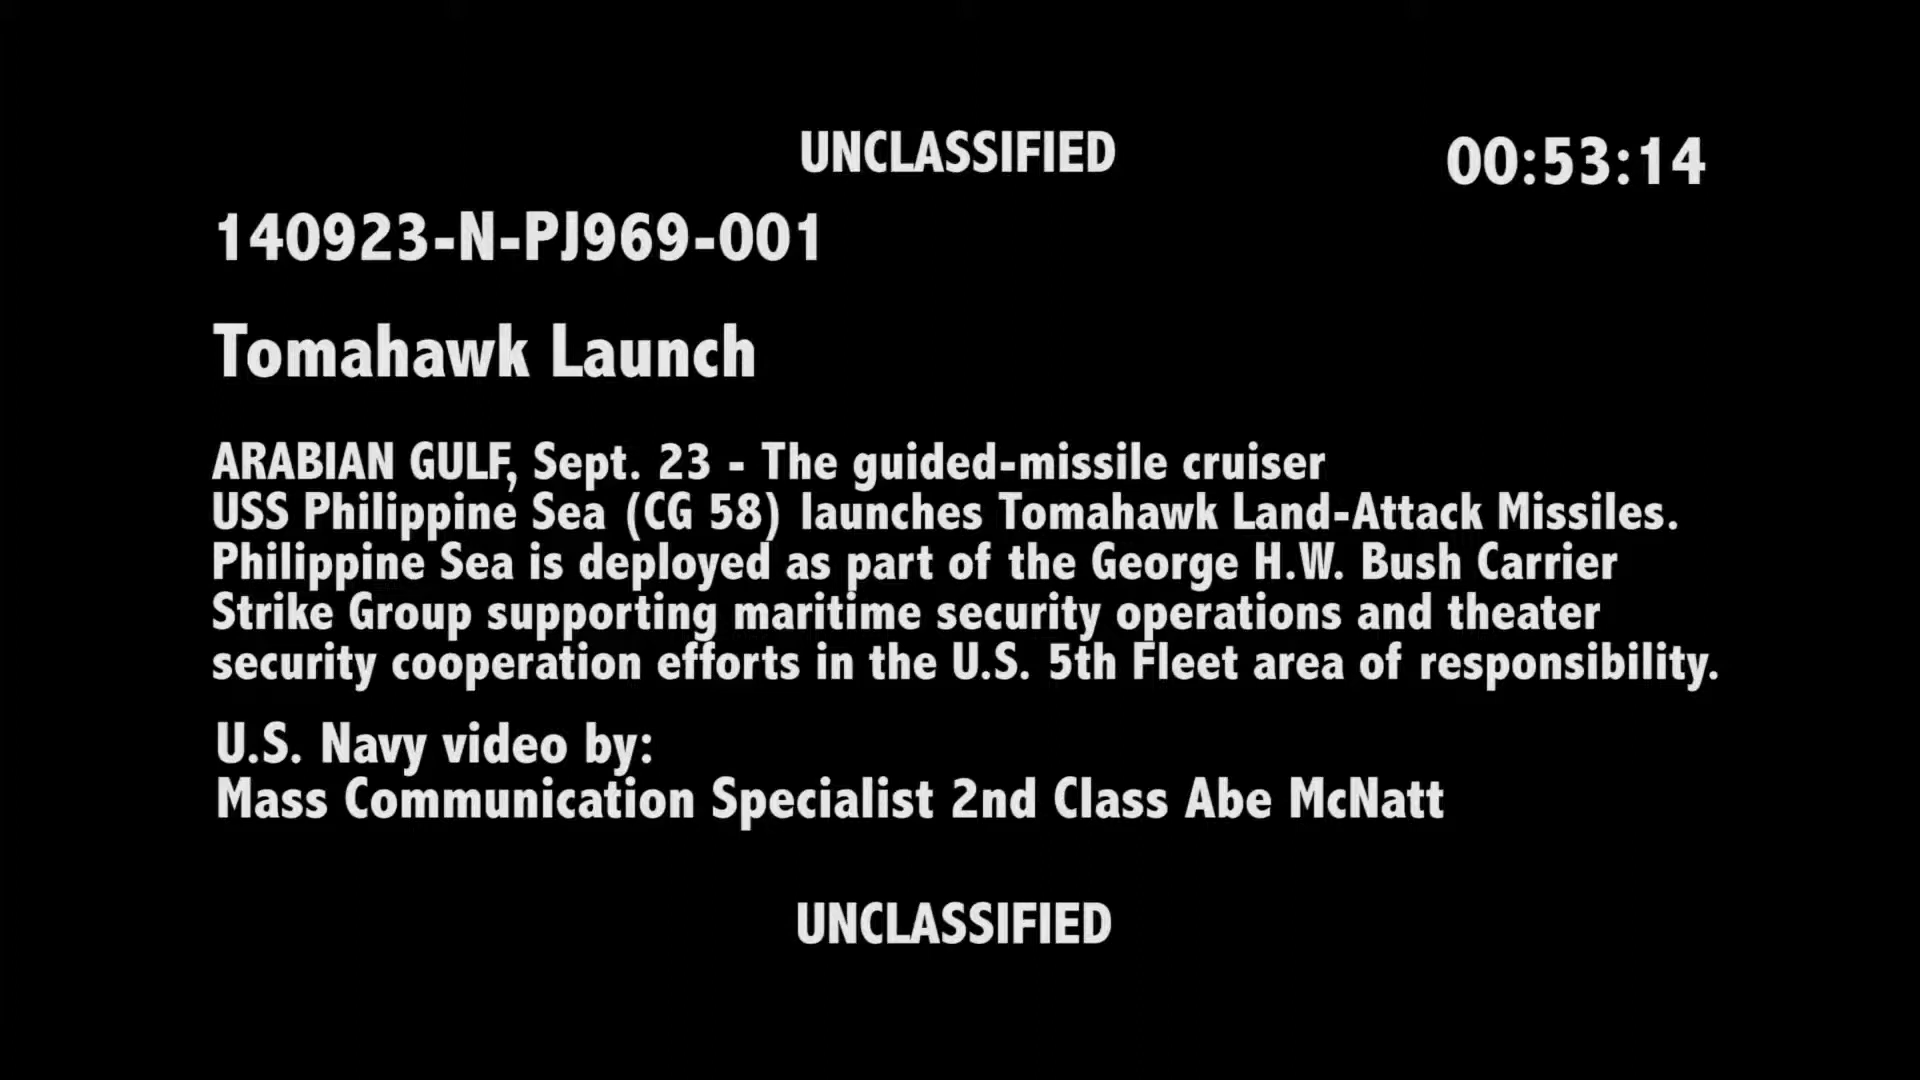 UNCLASSIFIED
00:53:14
140923-N-PJ969-001
Tomahawk Launch
ARABIAN GULF, Sept. 23 - The guided-missile cruiser
USS Philippine Sea (CG 58) launches Tomahawk Land-Attack Missiles.
Philippine Sea is deployed as part of the George H.W. Bush Carrier
Strike Group supporting maritime security operations and theater
security cooperation efforts in the U.S. 5th Fleet area of responsibility.
U.S. Navy video by:
Mass Communication Specialist 2nd Class Abe McNatt
UNCLASSIFIED